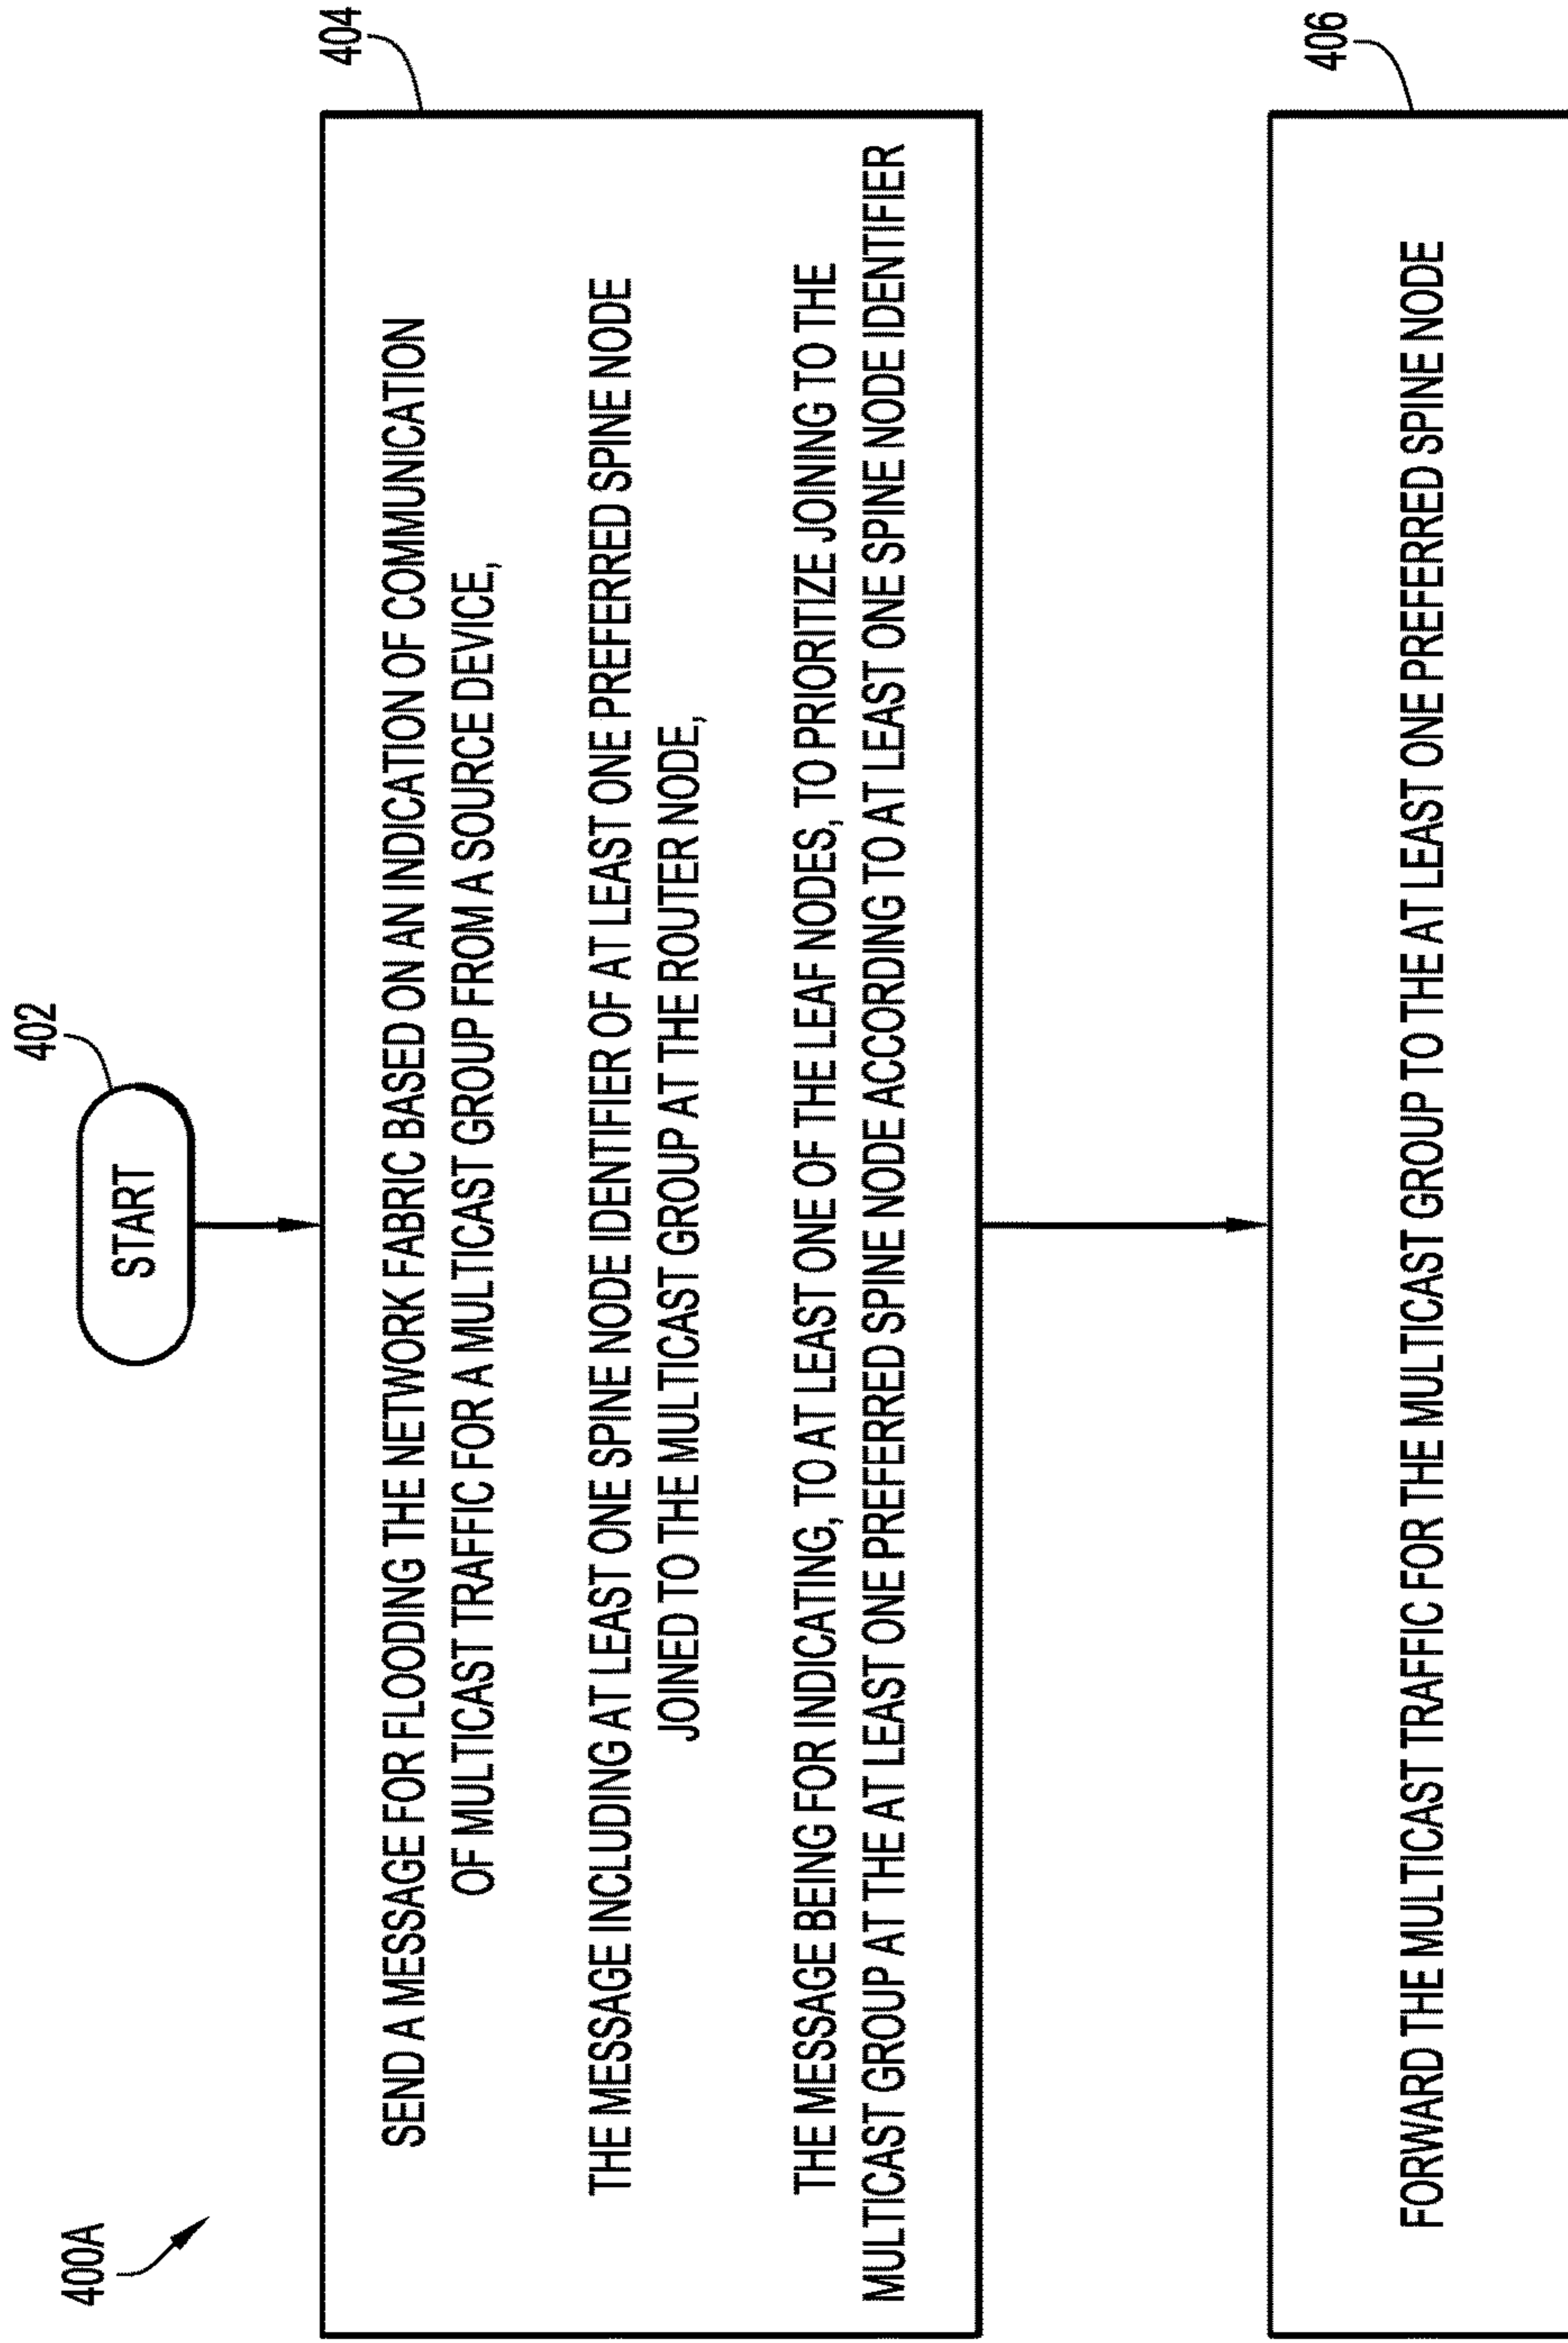 400A
402
START
404
SEND A MESSAGE FOR FLOODING THE NETWORK FABRIC BASED ON AN INDICATION OF COMMUNICATION
OF MULTICAST TRAFFIC FOR A MULTICAST GROUP FROM A SOURCE DEVICE,
THE MESSAGE INCLUDING AT LEAST ONE SPINE NODE IDENTIFIER OF AT LEAST ONE PREFERRED SPINE NODE
JOINED TO THE MULTICAST GROUP AT THE ROUTER NODE,
THE MESSAGE BEING FOR INDICATING, TO AT LEAST ONE OF THE LEAF NODES, TO PRIORITIZE JOINING TO THE
MULTICAST GROUP AT THE AT LEAST ONE PREFERRED SPINE NODE ACCORDING TO AT LEAST ONE SPINE NODE IDENTIFIER
406
FORWARD THE MULTICAST TRAFFIC FOR THE MULTICAST GROUP TO THE AT LEAST ONE PREFERRED SPINE NODE